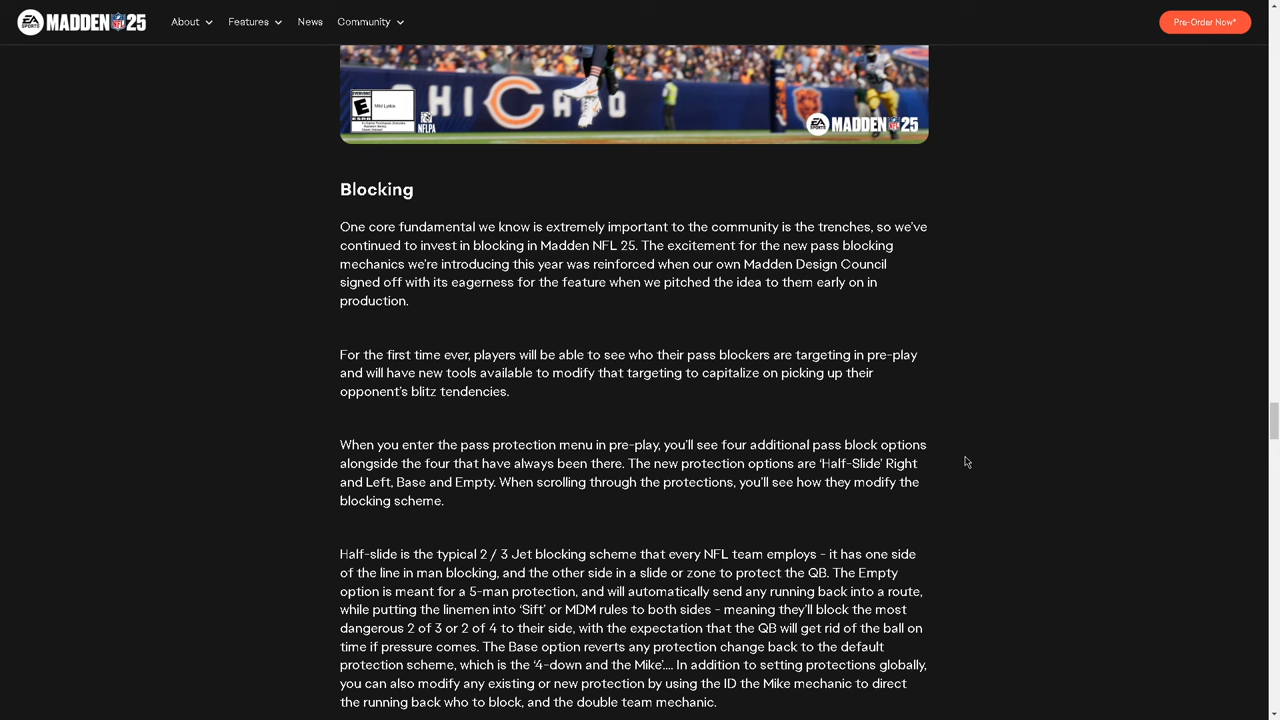 EA SPORTS MADDEN NFL 25 About Features News Community Pre-Order Now*
CHICAGO
EVERYONE
E
Mild Lyrics
NFLPA
EA SPORTS MADDEN NFL 25
Blocking
One core fundamental we know is extremely important to the community is the trenches, so we've
continued to invest in blocking in Madden NFL 25. The excitement for the new pass blocking
mechanics we're introducing this year was reinforced when our own Madden Design Council
signed off with its eagerness for the feature when we pitched the idea to them early on in
production.
For the first time ever, players will be able to see who their pass blockers are targeting in pre-play
and will have new tools available to modify that targeting to capitalize on picking up their
opponent's blitz tendencies.
When you enter the pass protection menu in pre-play, you'll see four additional pass block options
alongside the four that have always been there. The new protection options are ‘Half-Slide’ Right
and Left, Base and Empty. When scrolling through the protections, you'll see how they modify the
blocking scheme.
Half-slide is the typical 2 / 3 Jet blocking scheme that every NFL team employs - it has one side
of the line in man blocking, and the other side in a slide or zone to protect the QB. The Empty
option is meant for a 5-man protection, and will automatically send any running back into a route,
while putting the linemen into ‘Sift’ or MDM rules to both sides - meaning they'll block the most
dangerous 2 of 3 or 2 of 4 to their side, with the expectation that the QB will get rid of the ball on
time if pressure comes. The Base option reverts any protection change back to the default
protection scheme, which is the ‘4-down and the Mike’.... In addition to setting protections globally,
you can also modify any existing or new protection by using the ID the Mike mechanic to direct
the running back who to block, and the double team mechanic.